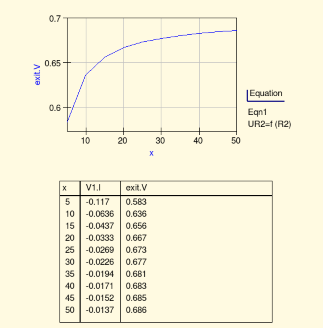 0.7
0.65
0.6
exit.V
10 20 30 40 50
x
Equation
Eqn1
UR2=f (R2)
x V1.I exit.V
5 -0.117 0.583
10 -0.0636 0.636
15 -0.0437 0.656
20 -0.0333 0.667
25 -0.0269 0.673
30 -0.0226 0.677
35 -0.0194 0.681
40 -0.0171 0.683
45 -0.0152 0.685
50 -0.0137 0.686